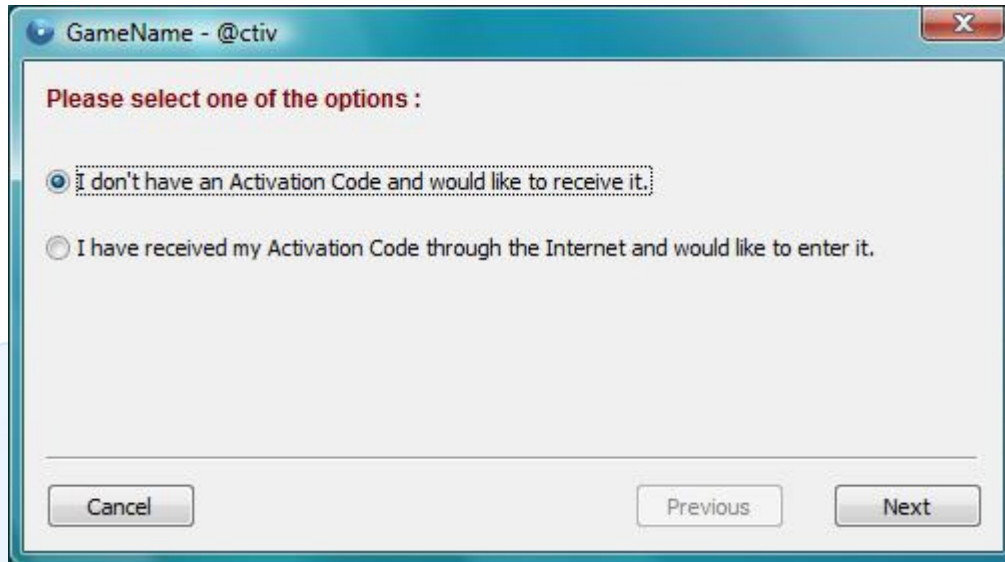 GameName - @ctiv
Please select one of the options :
I don't have an Activation Code and would like to receive it.
I have received my Activation Code through the Internet and would like to enter it.
Cancel Previous Next